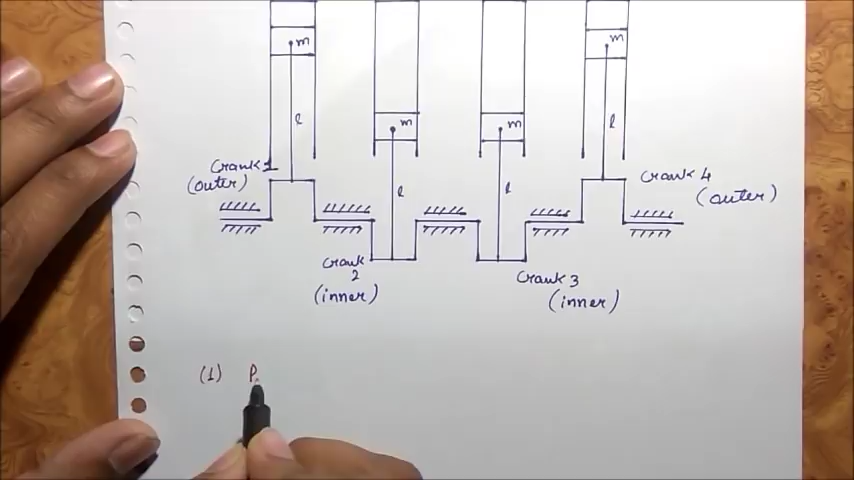 m
m
m
m
l
l
l
l
Crank 1
(outer)
Crank 4
(outer)
Crank
2
(inner)
Crank 3
(inner)
(1) P